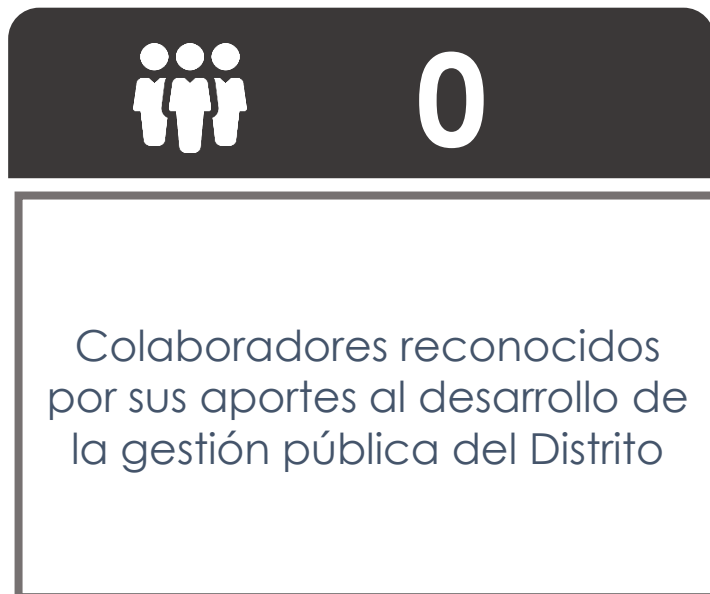 0
Colaboradores reconocidos
por sus aportes al desarrollo de
la gestión pública del Distrito